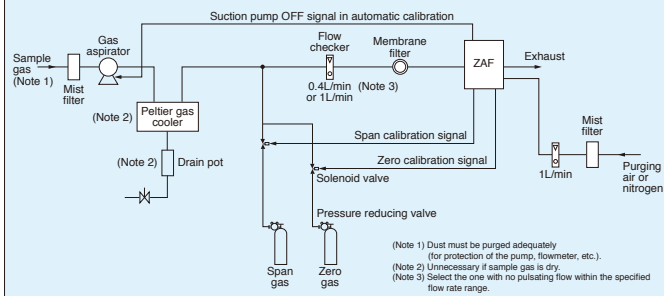 Suction pump OFF signal in automatic calibration
Sample
gas
(Note 1)
Mist
filter
Gas
aspirator
Flow
checker
0.4L/min
or 1L/min
Membrane
filter
(Note 3)
ZAF
Exhaust
(Note 2)
Peltier gas
cooler
(Note 2)
Drain pot
Span calibration signal
Zero calibration signal
Solenoid valve
Mist
filter
1L/min
Purging
air or
nitrogen
Pressure reducing valve
Span
gas
Zero
gas
(Note 1) Dust must be purged adequately
(for protection of the pump, flowmeter, etc.).
(Note 2) Unnecessary if sample gas is dry.
(Note 3) Select the one with no pulsating flow within the specified
flow rate range.